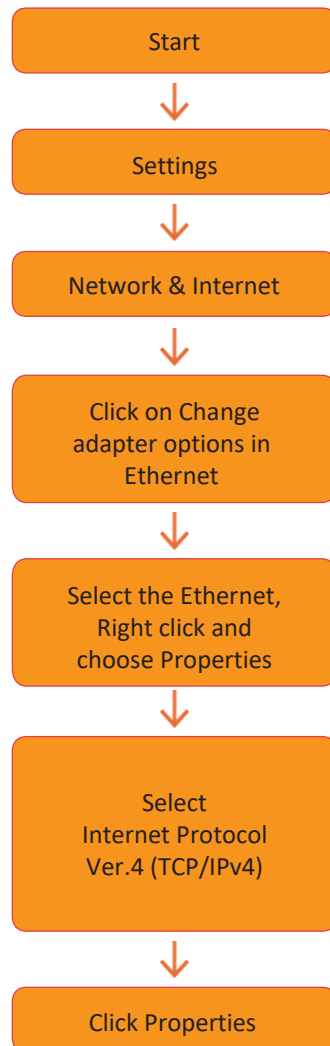 Start
Settings
Network & Internet
Click on Change
adapter options in
Ethernet
Select the Ethernet,
Right click and
choose Properties
Select
Internet Protocol
Ver.4 (TCP/IPv4)
Click Properties